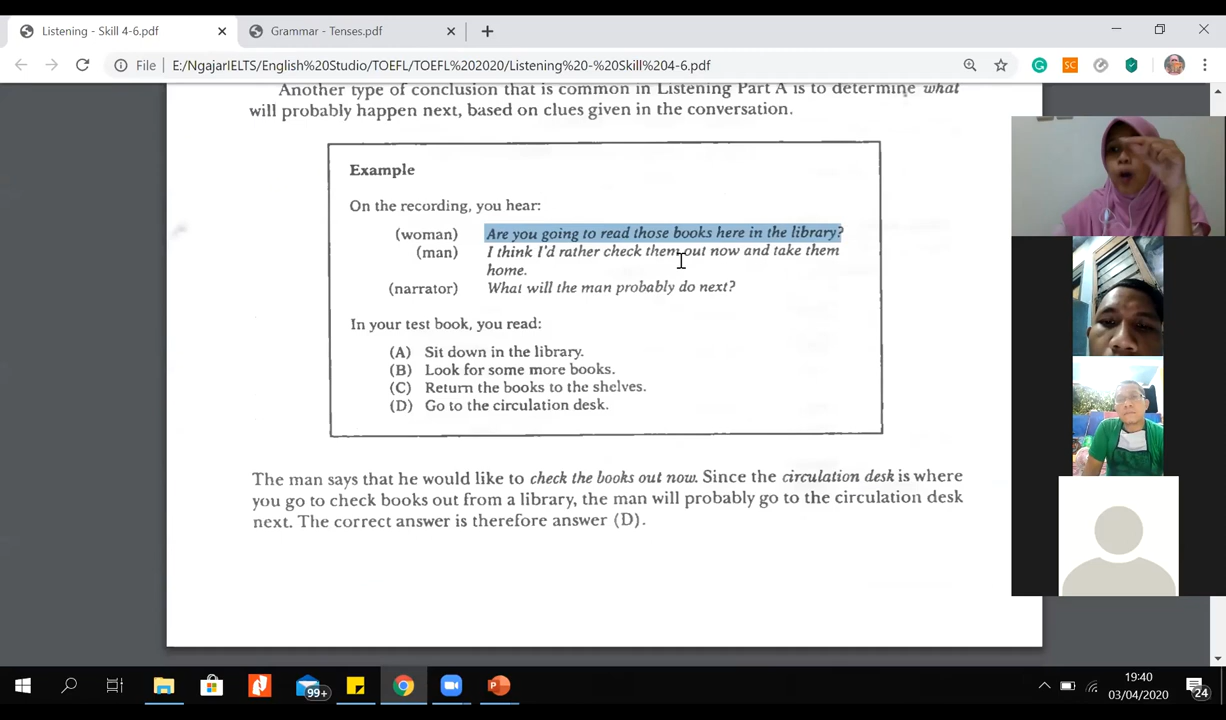 Listening - Skill 4-6.pdf
Grammar - Tenses.pdf
File
E:/NgajarIELTS/English%20Studio/TOEFL/TOEFL%202020/Listening%20-%20Skill%204-6.pdf
Another type of conclusion that is common in Listening Part A is to determine what
will probably happen next, based on clues given in the conversation.
Example
On the recording, you hear:
(woman) Are you going to read those books here in the library?
(man) I think I'd rather check them out now and take them
home.
(narrator) What will the man probably do next?
In your test book, you read:
(A) Sit down in the library.
(B) Look for some more books.
(C) Return the books to the shelves.
(D) Go to the circulation desk.
The man says that he would like to check the books out now. Since the circulation desk is where
you go to check books out from a library, the man will probably go to the circulation desk
next. The correct answer is therefore answer (D).
99+
19:40
03/04/2020
24